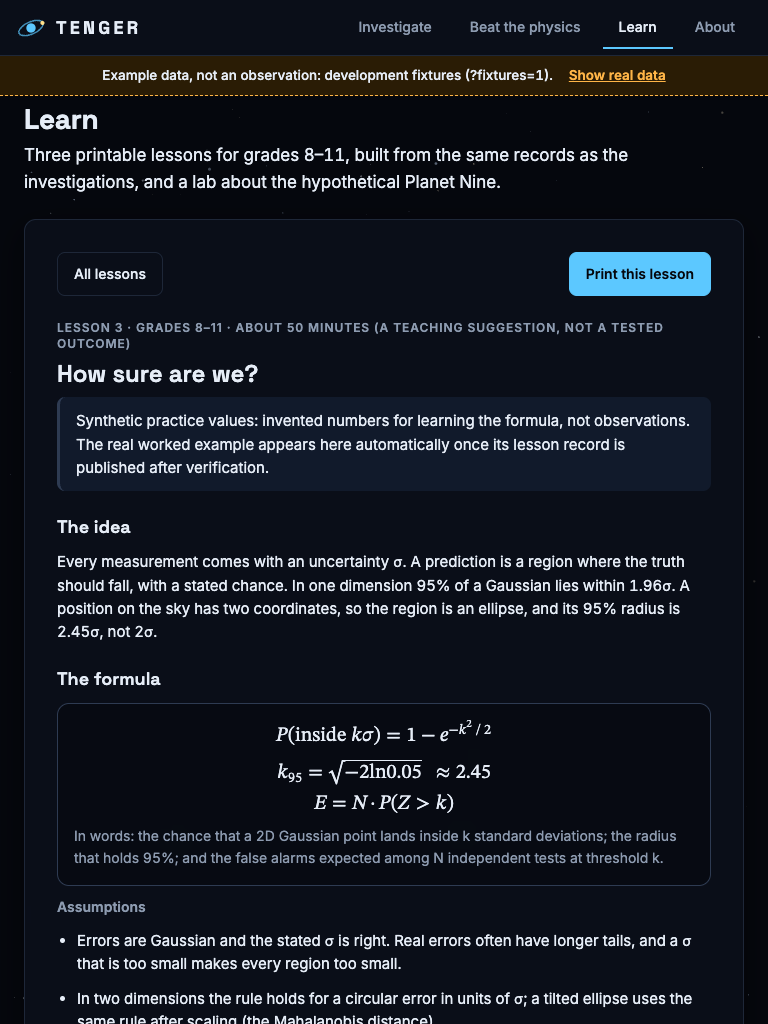 TENGER
Investigate
Beat the physics
Learn
About
Example data, not an observation: development fixtures (?fixtures=1). Show real data
Learn
Three printable lessons for grades 8–11, built from the same records as the
investigations, and a lab about the hypothetical Planet Nine.
All lessons
Print this lesson
LESSON 3 · GRADES 8–11 · ABOUT 50 MINUTES (A TEACHING SUGGESTION, NOT A TESTED
OUTCOME)
How sure are we?
Synthetic practice values: invented numbers for learning the formula, not observations.
The real worked example appears here automatically once its lesson record is
published after verification.
The idea
Every measurement comes with an uncertainty σ. A prediction is a region where the truth
should fall, with a stated chance. In one dimension 95% of a Gaussian lies within 1.96σ. A
position on the sky has two coordinates, so the region is an ellipse, and its 95% radius is
2.45σ, not 2σ.
The formula
P(inside kσ) = 1 − e^{−k² / 2}
k₉₅ = √(−2ln0.05) ≈ 2.45
E = N · P(Z > k)
In words: the chance that a 2D Gaussian point lands inside k standard deviations; the radius
that holds 95%; and the false alarms expected among N independent tests at threshold k.
Assumptions
• Errors are Gaussian and the stated σ is right. Real errors often have longer tails, and a σ
that is too small makes every region too small.
• In two dimensions the rule holds for a circular error in units of σ; a tilted ellipse uses the
same rule after scaling (the Mahalanobis distance)